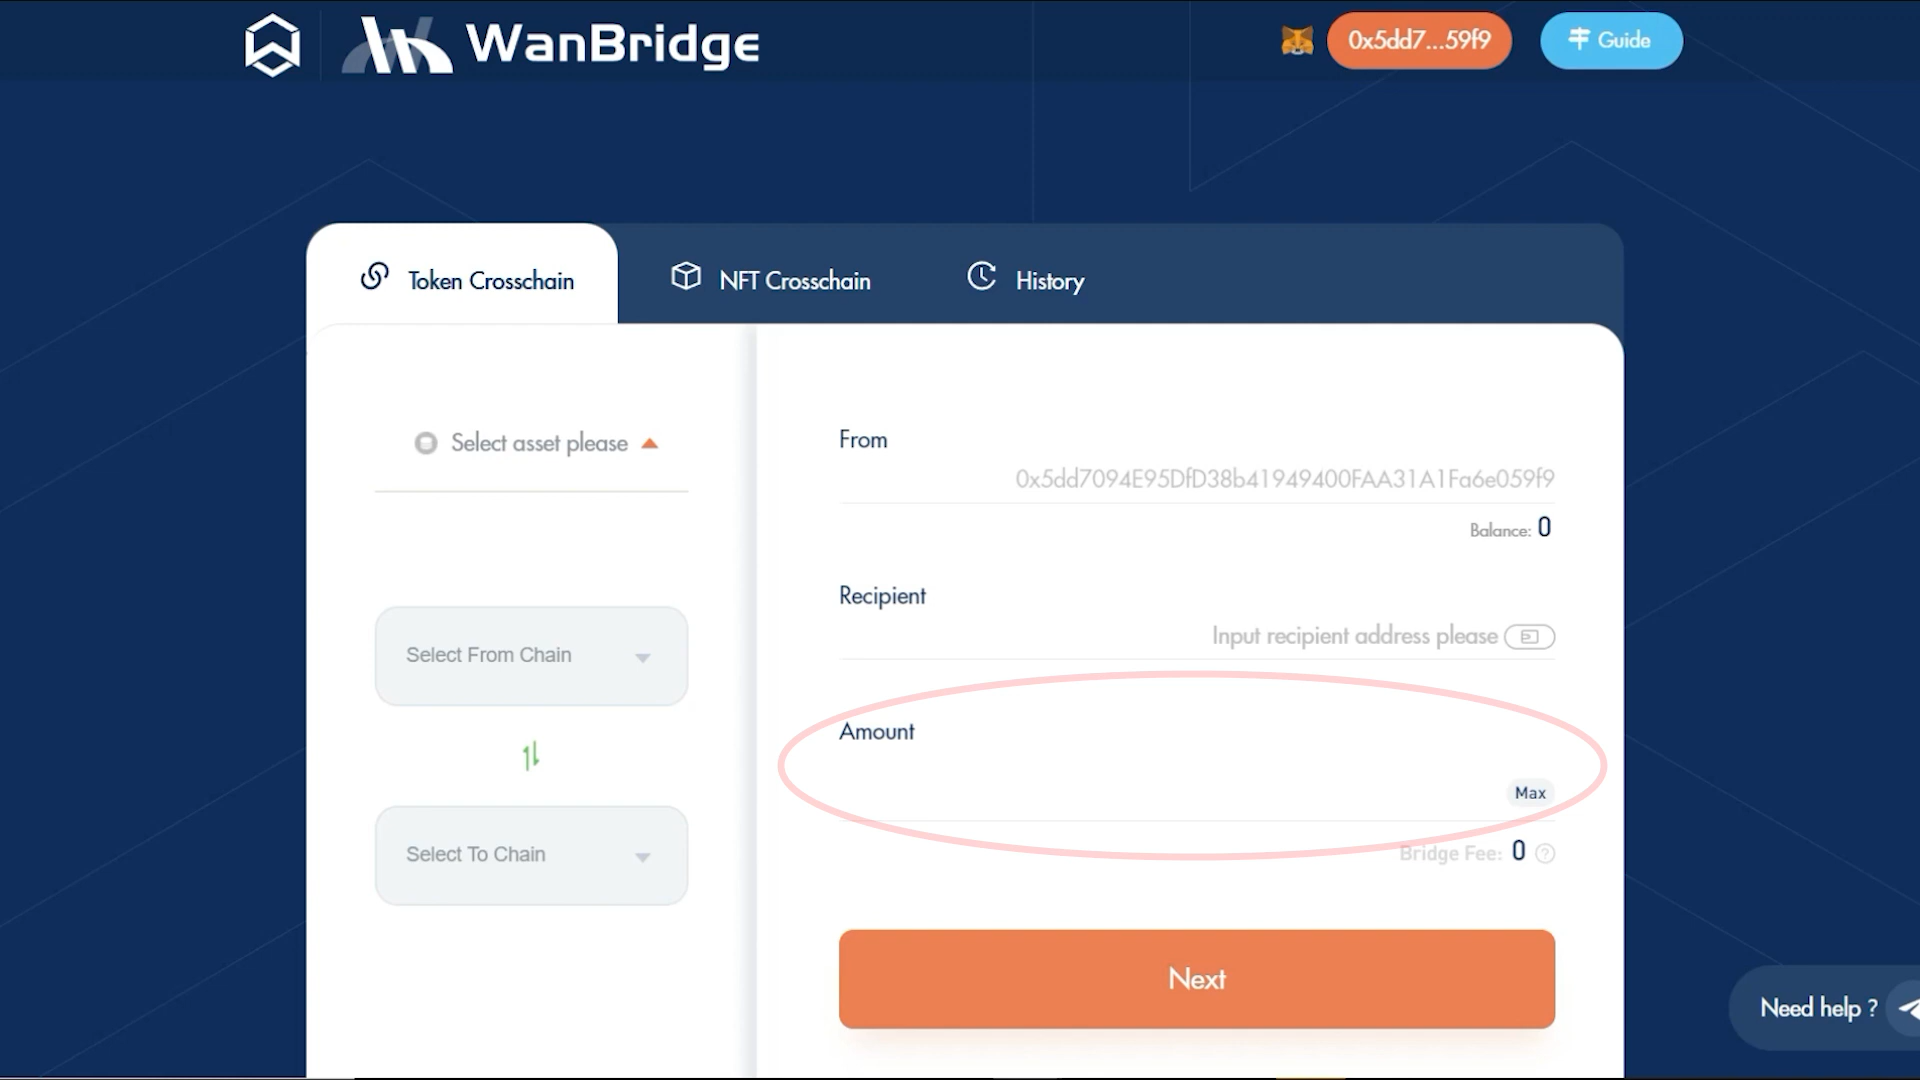 WanBridge
0x5dd7...59f9
Guide
Token Crosschain
NFT Crosschain
History
Select asset please
Select From Chain
Select To Chain
From
0x5dd7094E95DfD38b41949400FAA31A1Fa6e059f9
Balance: 0
Recipient
Input recipient address please
Amount
Max
Bridge Fee: 0 ?
Next
Need help ?